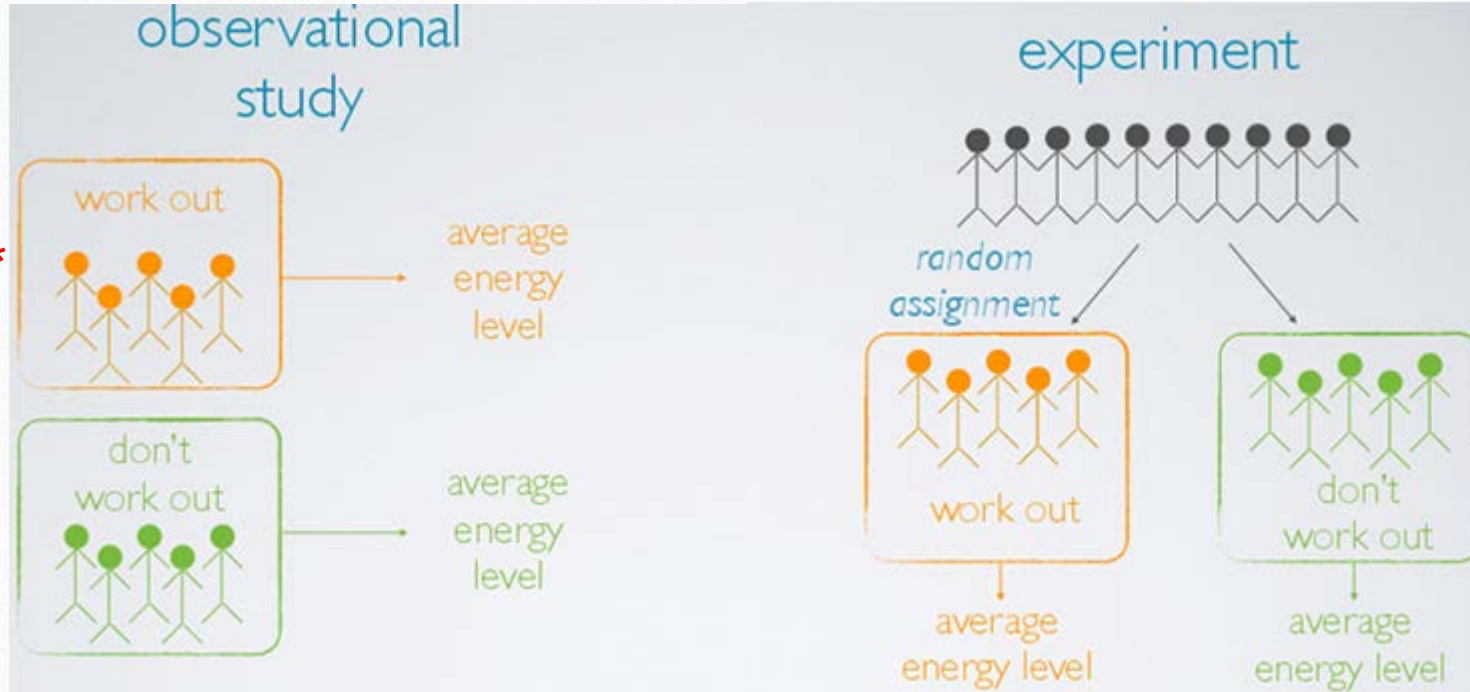 observational
study
work out
*
average
energy
level
don't
work out
average
energy
level
experiment
random
assignment
work out
don't
work out
average
energy level
average
energy level